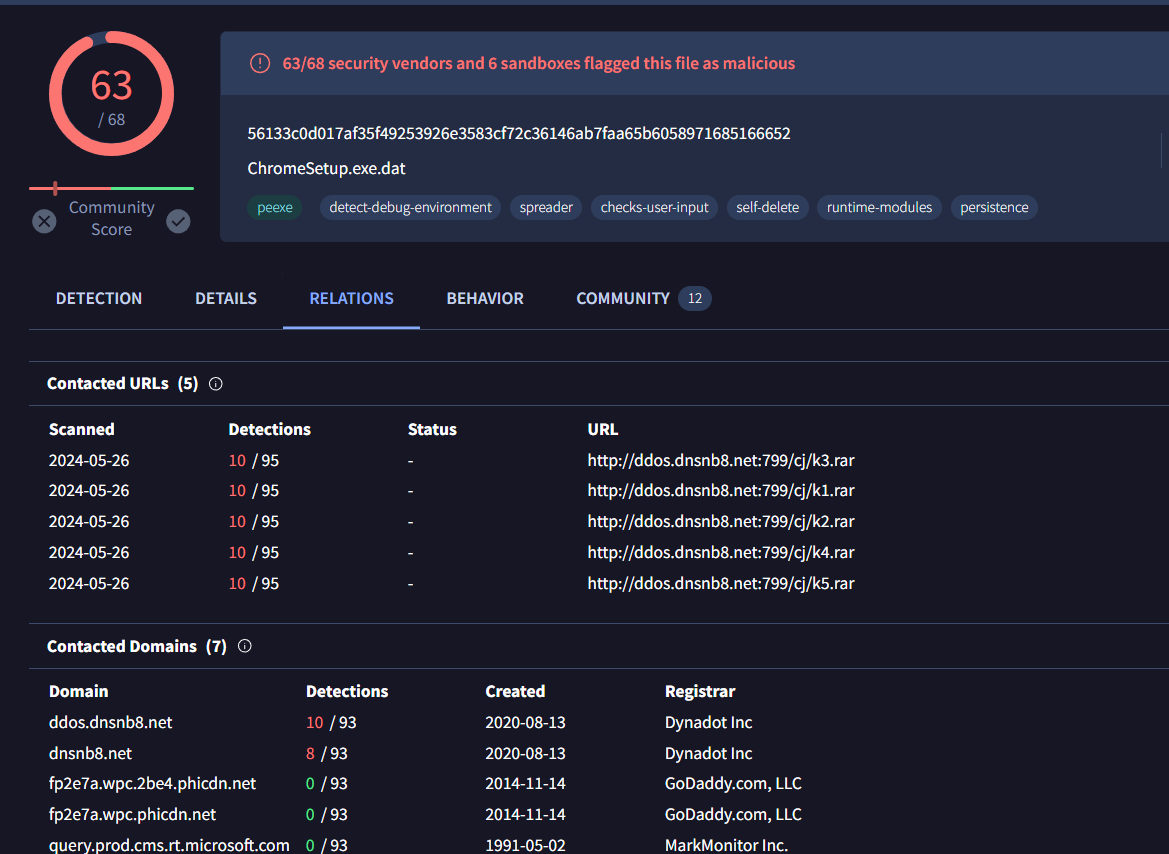 63
/ 68
Community
Score
63/68 security vendors and 6 sandboxes flagged this file as malicious
56133c0d017af35f49253926e3583cf72c36146ab7faa65b6058971685166652
ChromeSetup.exe.dat
peexe detect-debug-environment spreader checks-user-input self-delete runtime-modules persistence
DETECTION DETAILS RELATIONS BEHAVIOR COMMUNITY 12
Contacted URLs (5)
Scanned Detections Status URL
2024-05-26 10 / 95 - http://ddos.dnsnb8.net:799/cj/k3.rar
2024-05-26 10 / 95 - http://ddos.dnsnb8.net:799/cj/k1.rar
2024-05-26 10 / 95 - http://ddos.dnsnb8.net:799/cj/k2.rar
2024-05-26 10 / 95 - http://ddos.dnsnb8.net:799/cj/k4.rar
2024-05-26 10 / 95 - http://ddos.dnsnb8.net:799/cj/k5.rar
Contacted Domains (7)
Domain Detections Created Registrar
ddos.dnsnb8.net 10 / 93 2020-08-13 Dynadot Inc
dnsnb8.net 8 / 93 2020-08-13 Dynadot Inc
fp2e7a.wpc.2be4.phicdn.net 0 / 93 2014-11-14 GoDaddy.com, LLC
fp2e7a.wpc.phicdn.net 0 / 93 2014-11-14 GoDaddy.com, LLC
query.prod.cms.rt.microsoft.com 0 / 93 1991-05-02 MarkMonitor Inc.